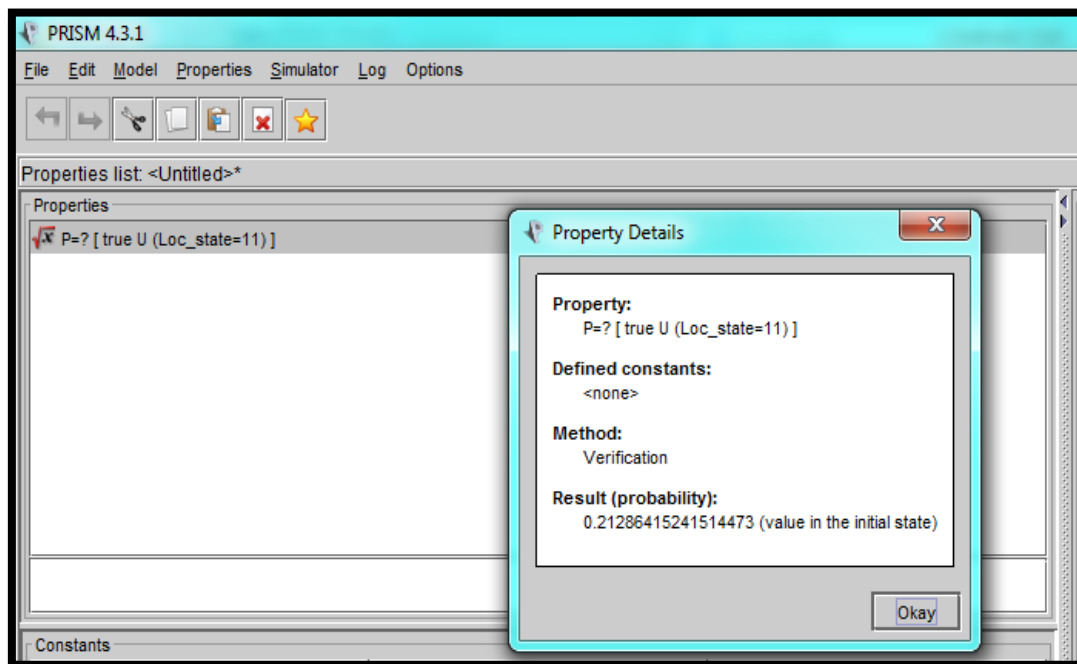 PRISM 4.3.1
File Edit Model Properties Simulator Log Options
Properties list: <Untitled>*
Properties
P=? [ true U (Loc_state=11) ]
Property Details
Property:
P=? [ true U (Loc_state=11) ]
Defined constants:
<none>
Method:
Verification
Result (probability):
0.21286415241514473 (value in the initial state)
Okay
Constants